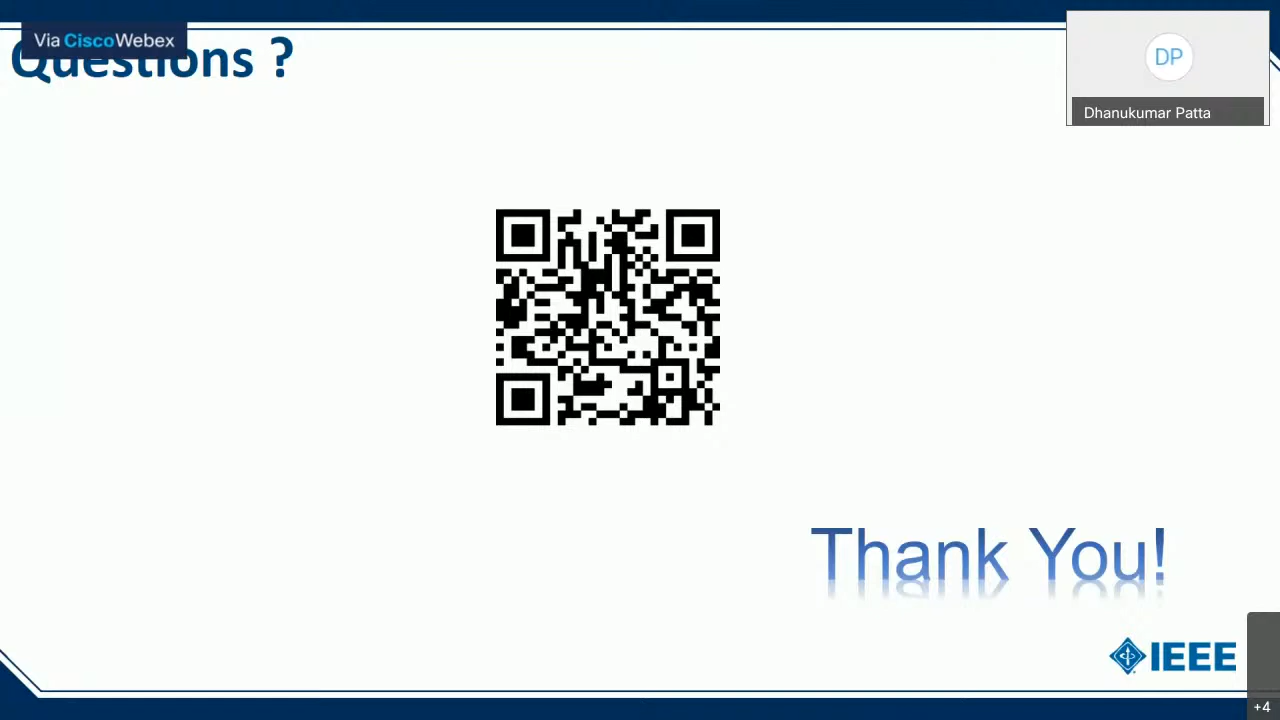 Via CiscoWebex
Questions ?
DP
Dhanukumar Patta
Thank You!
IEEE
+4